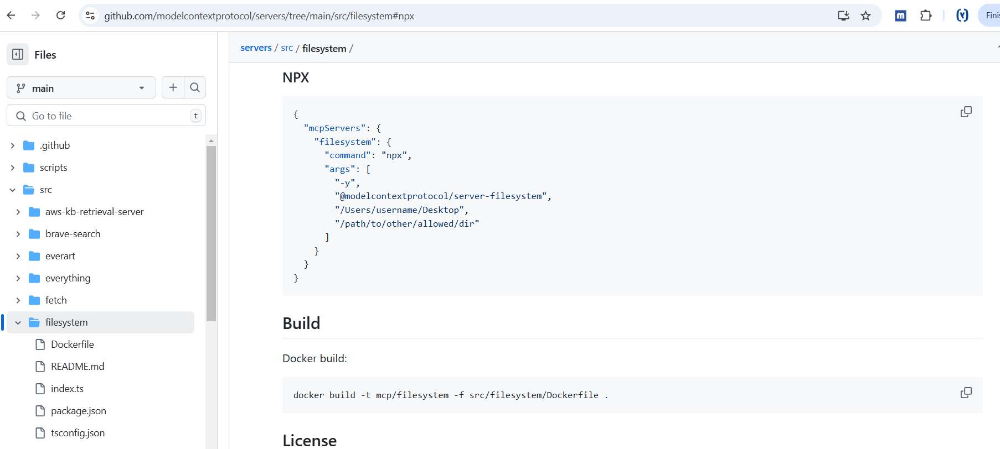 github.com/modelcontextprotocol/servers/tree/main/src/filesystem#npx
m
Files
main
Go to file
t
.github
scripts
src
aws-kb-retrieval-server
brave-search
everart
everything
fetch
filesystem
Dockerfile
README.md
index.ts
package.json
tsconfig.json
servers / src / filesystem /
NPX
{
"mcpServers": {
"filesystem": {
"command": "npx",
"args": [
"-y",
"@modelcontextprotocol/server-filesystem",
"/Users/username/Desktop",
"/path/to/other/allowed/dir"
]
}
}
}
Build
Docker build:
docker build -t mcp/filesystem -f src/filesystem/Dockerfile .
License